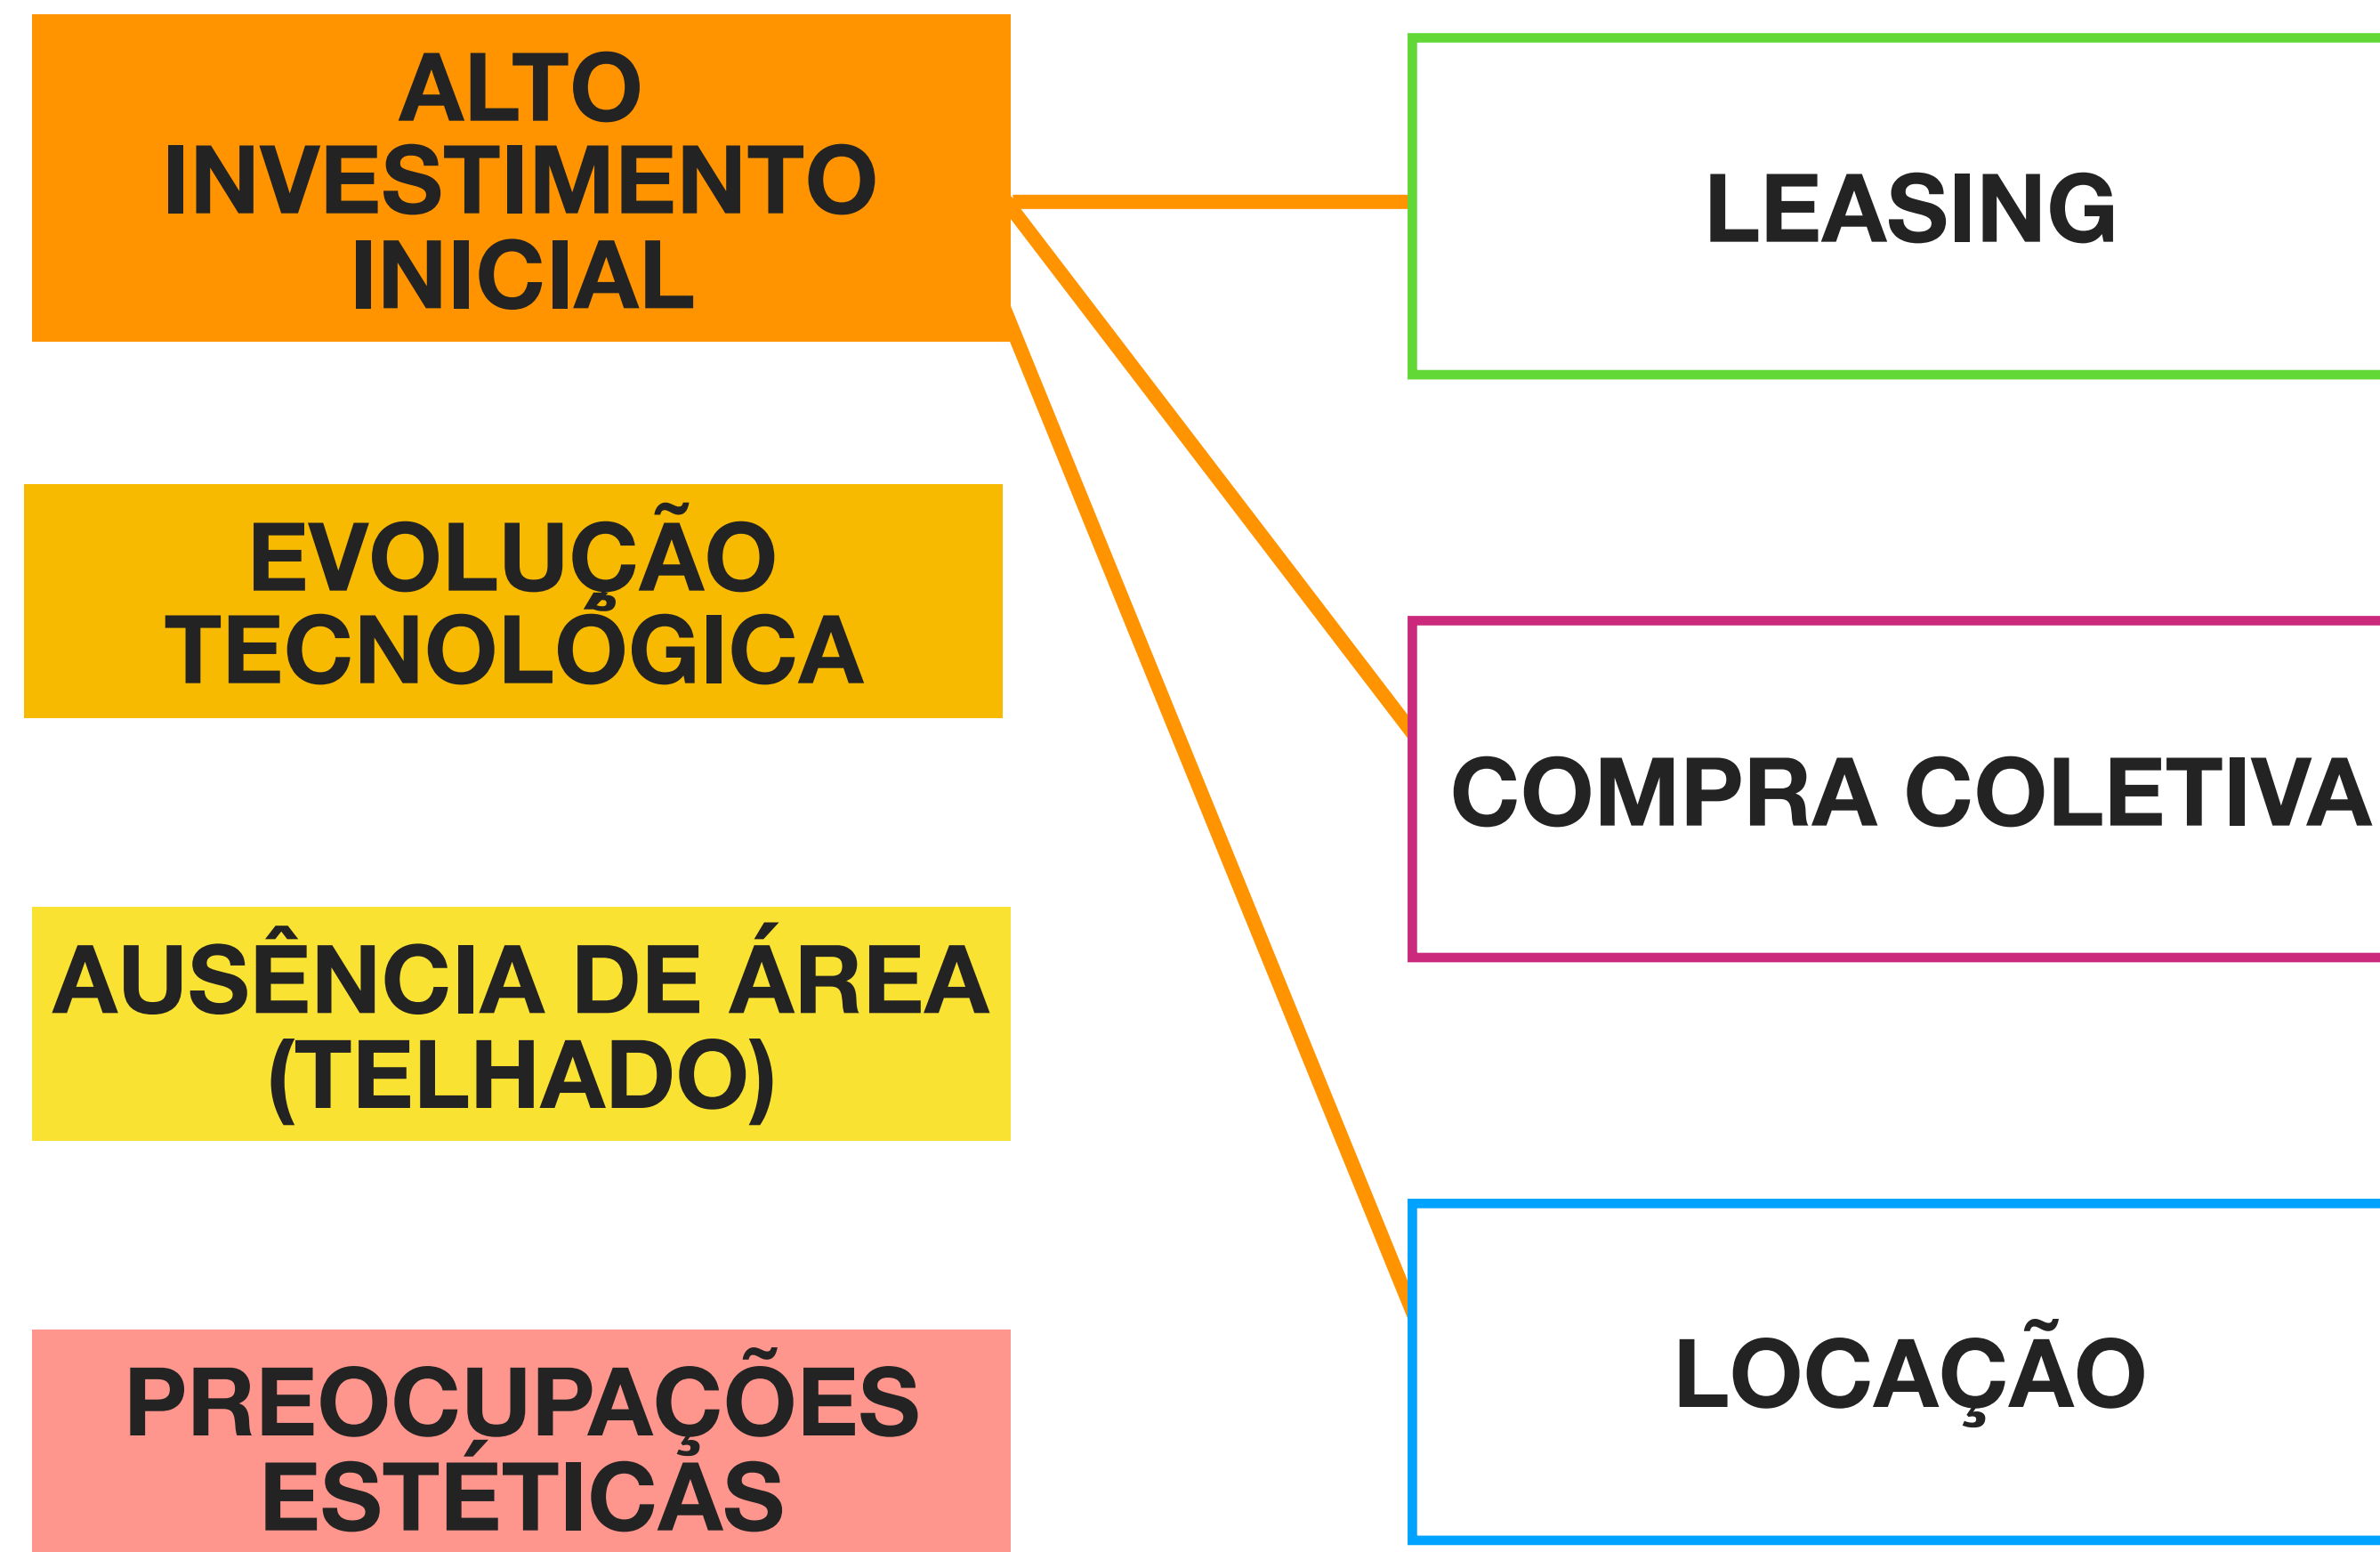 ALTO
INVESTIMENTO
INICIAL
LEASING
EVOLUÇÃO
TECNOLÓGICA
COMPRA COLETIVA
AUSÊNCIA DE ÁREA
(TELHADO)
LOCAÇÃO
PREOCUPAÇÕES
ESTÉTICAS